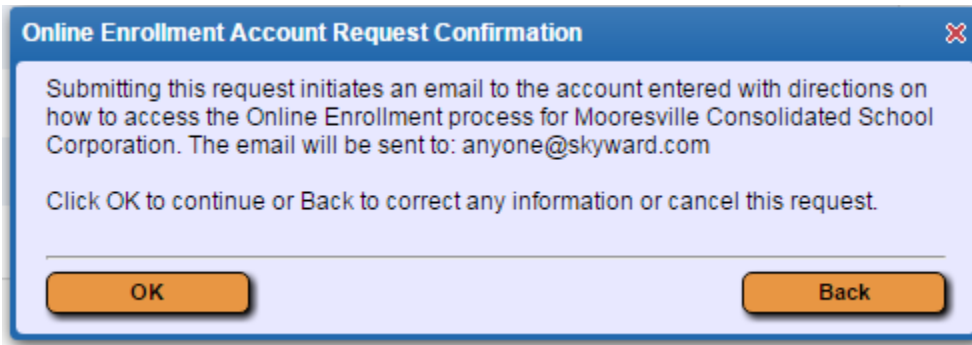 Online Enrollment Account Request Confirmation
Submitting this request initiates an email to the account entered with directions on
how to access the Online Enrollment process for Mooresville Consolidated School
Corporation. The email will be sent to: anyone@skyward.com
Click OK to continue or Back to correct any information or cancel this request.
OK
Back